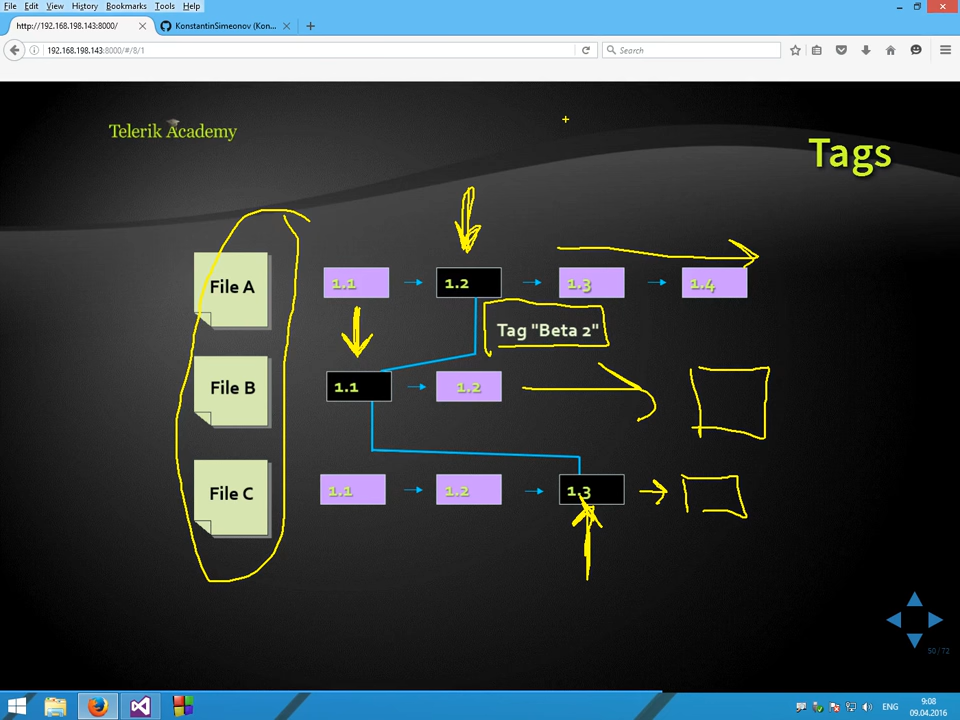 File Edit View History Bookmarks Tools Help
http://192.168.198.143:8000/ KonstantinSimeonov (Kon...
192.168.198.143:8000/#/8/1 Search
Telerik Academy
Tags
File A 1.1 1.2 1.3 1.4
Tag "Beta 2"
File B 1.1 1.2
File C 1.1 1.2 1.3
50 / 72
ENG 9:08
09.04.2016